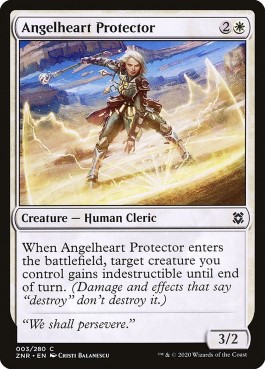 Angelheart Protector 2
Creature — Human Cleric
When Angelheart Protector enters
the battlefield, target creature you
control gains indestructible until end
of turn. (Damage and effects that say
"destroy" don't destroy it.)
"We shall persevere."
3/2
003/280 C
ZNR • EN Cristi Balanescu
™ & © 2020 Wizards of the Coast